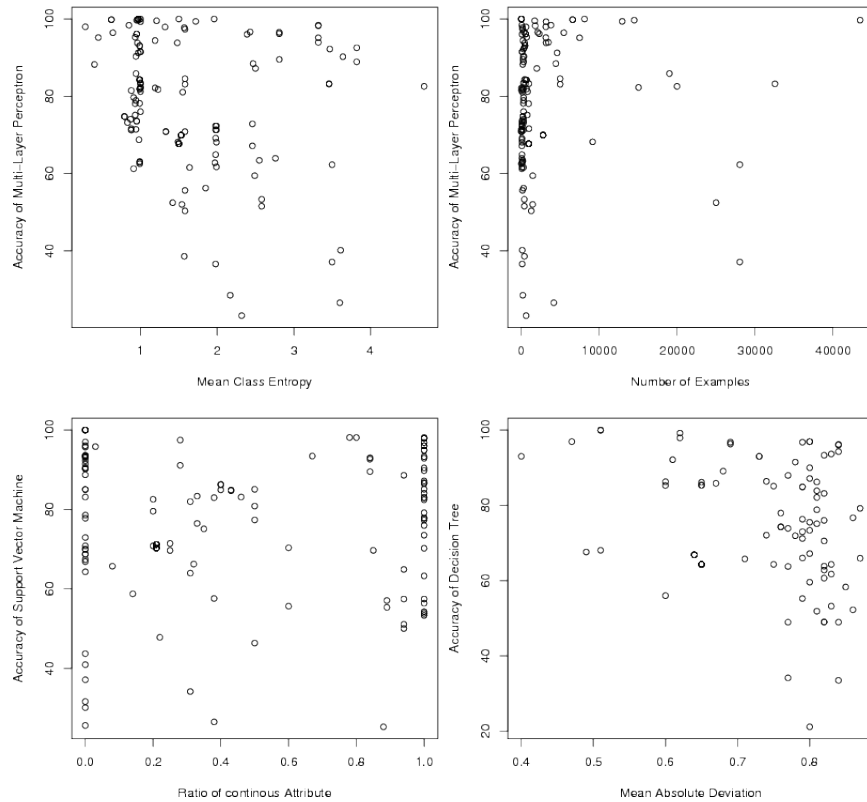 100
80
60
40
Accuracy of Multi-Layer Perceptron
1 2 3 4
Mean Class Entropy
100
80
60
40
Accuracy of Multi-Layer Perceptron
0 10000 20000 30000 40000
Number of Examples
100
80
60
40
Accuracy of Support Vector Machine
0.0 0.2 0.4 0.6 0.8 1.0
Ratio of continous Attribute
100
80
60
40
20
Accuracy of Decision Tree
0.4 0.5 0.6 0.7 0.8
Mean Absolute Deviation